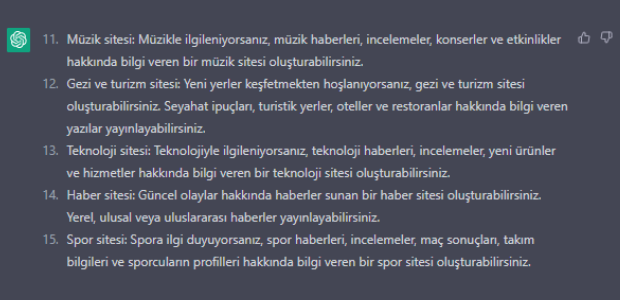 11. Müzik sitesi: Müzikle ilgileniyorsanız, müzik haberleri, incelemeler, konserler ve etkinlikler
hakkında bilgi veren bir müzik sitesi oluşturabilirsiniz.
12. Gezi ve turizm sitesi: Yeni yerler keşfetmekten hoşlanıyorsanız, gezi ve turizm sitesi
oluşturabilirsiniz. Seyahat ipuçları, turistik yerler, oteller ve restoranlar hakkında bilgi veren
yazılar yayınlayabilirsiniz.
13. Teknoloji sitesi: Teknolojiyle ilgileniyorsanız, teknoloji haberleri, incelemeler, yeni ürünler
ve hizmetler hakkında bilgi veren bir teknoloji sitesi oluşturabilirsiniz.
14. Haber sitesi: Güncel olaylar hakkında haberler sunan bir haber sitesi oluşturabilirsiniz.
Yerel, ulusal veya uluslararası haberler yayınlayabilirsiniz.
15. Spor sitesi: Spora ilgi duyuyorsanız, spor haberleri, incelemeler, maç sonuçları, takım
bilgileri ve sporcuların profilleri hakkında bilgi veren bir spor sitesi oluşturabilirsiniz.